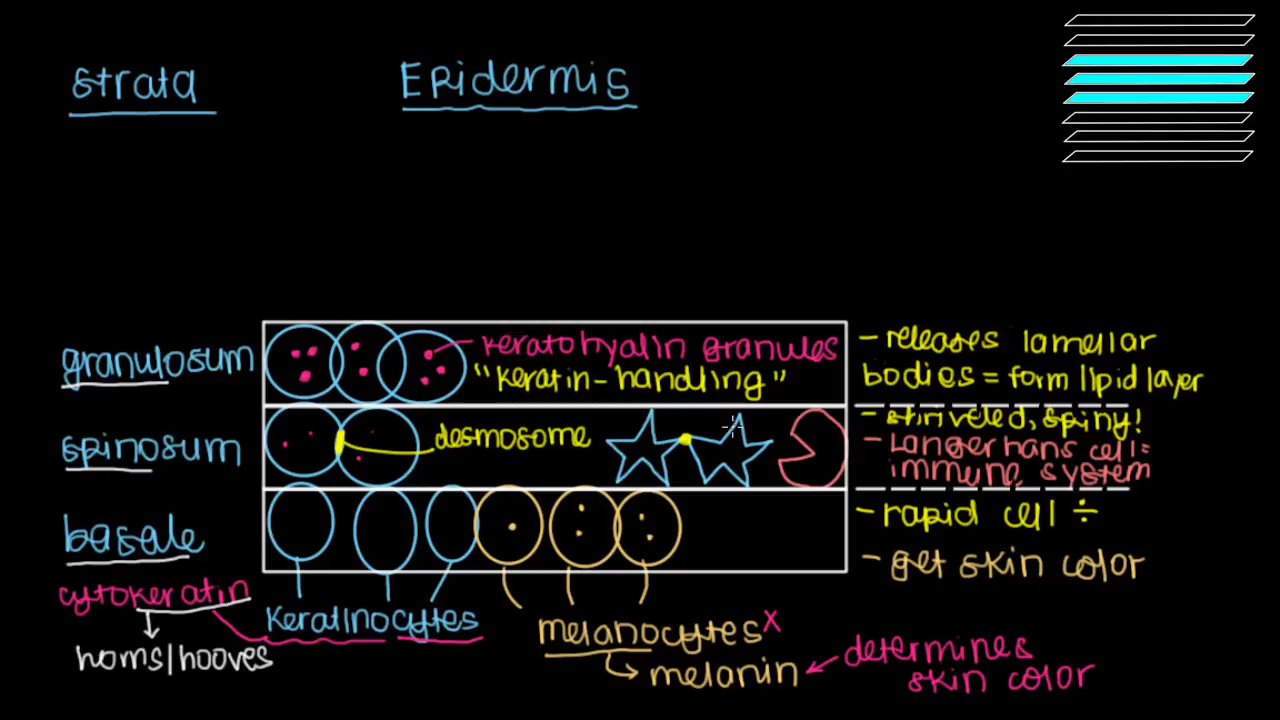 strata
Epidermis
granulosum
keratohyalin granules
"keratin-handling"
- releases lamellar
bodies = form lipid layer
spinosum
desmosome
- shriveled, spiny!
- Langerhans cell =
immune system
basale
- rapid cell ÷
- get skin color
cytokeratin
horns/hooves
keratinocytes
melanocytes x
melanin
determines
skin color